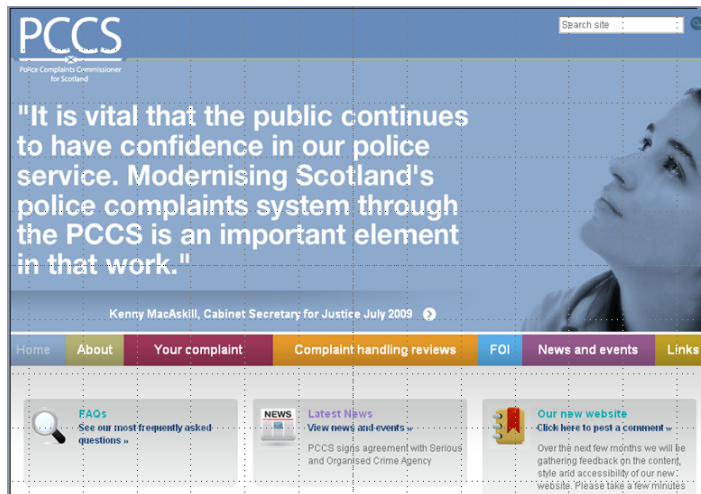 PCCS
Search site
Police Complaints Commissioner
for Scotland
"It is vital that the public continues
to have confidence in our police
service. Modernising Scotland's
police complaints system through
the PCCS is an important element
in that work."
Kenny MacAskill, Cabinet Secretary for Justice July 2009
Home About Your complaint Complaint handling reviews FOI News and events Links
FAQs
See our most frequently asked
questions »
NEWS
Latest News
View news and events »
PCCS signs agreement with Serious
and Organised Crime Agency
Our new website
Click here to post a comment »
Over the next few months we will be
gathering feedback on the content,
style and accessibility of our new
website. Please take a few minutes